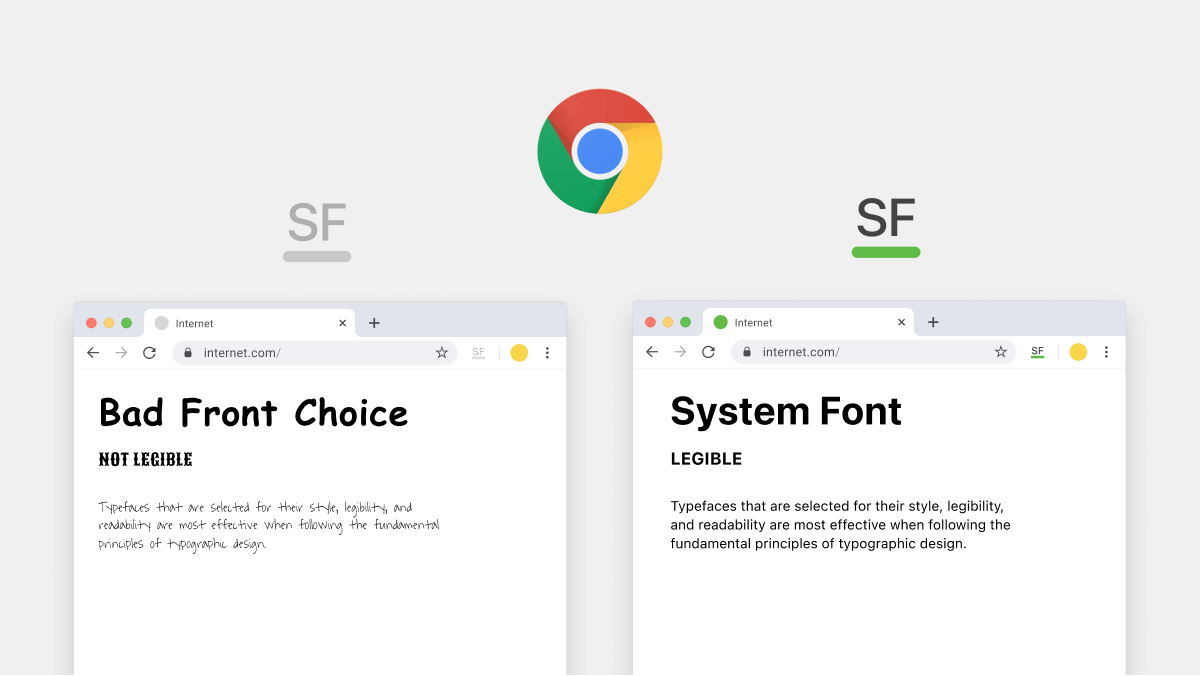 SF
SF
Internet
internet.com/
SF
Bad Front Choice
NOT LEGIBLE
Typefaces that are selected for their style, legibility, and
readability are most effective when following the fundamental
principles of typographic design.
Internet
internet.com/
SF
System Font
LEGIBLE
Typefaces that are selected for their style, legibility,
and readability are most effective when following the
fundamental principles of typographic design.